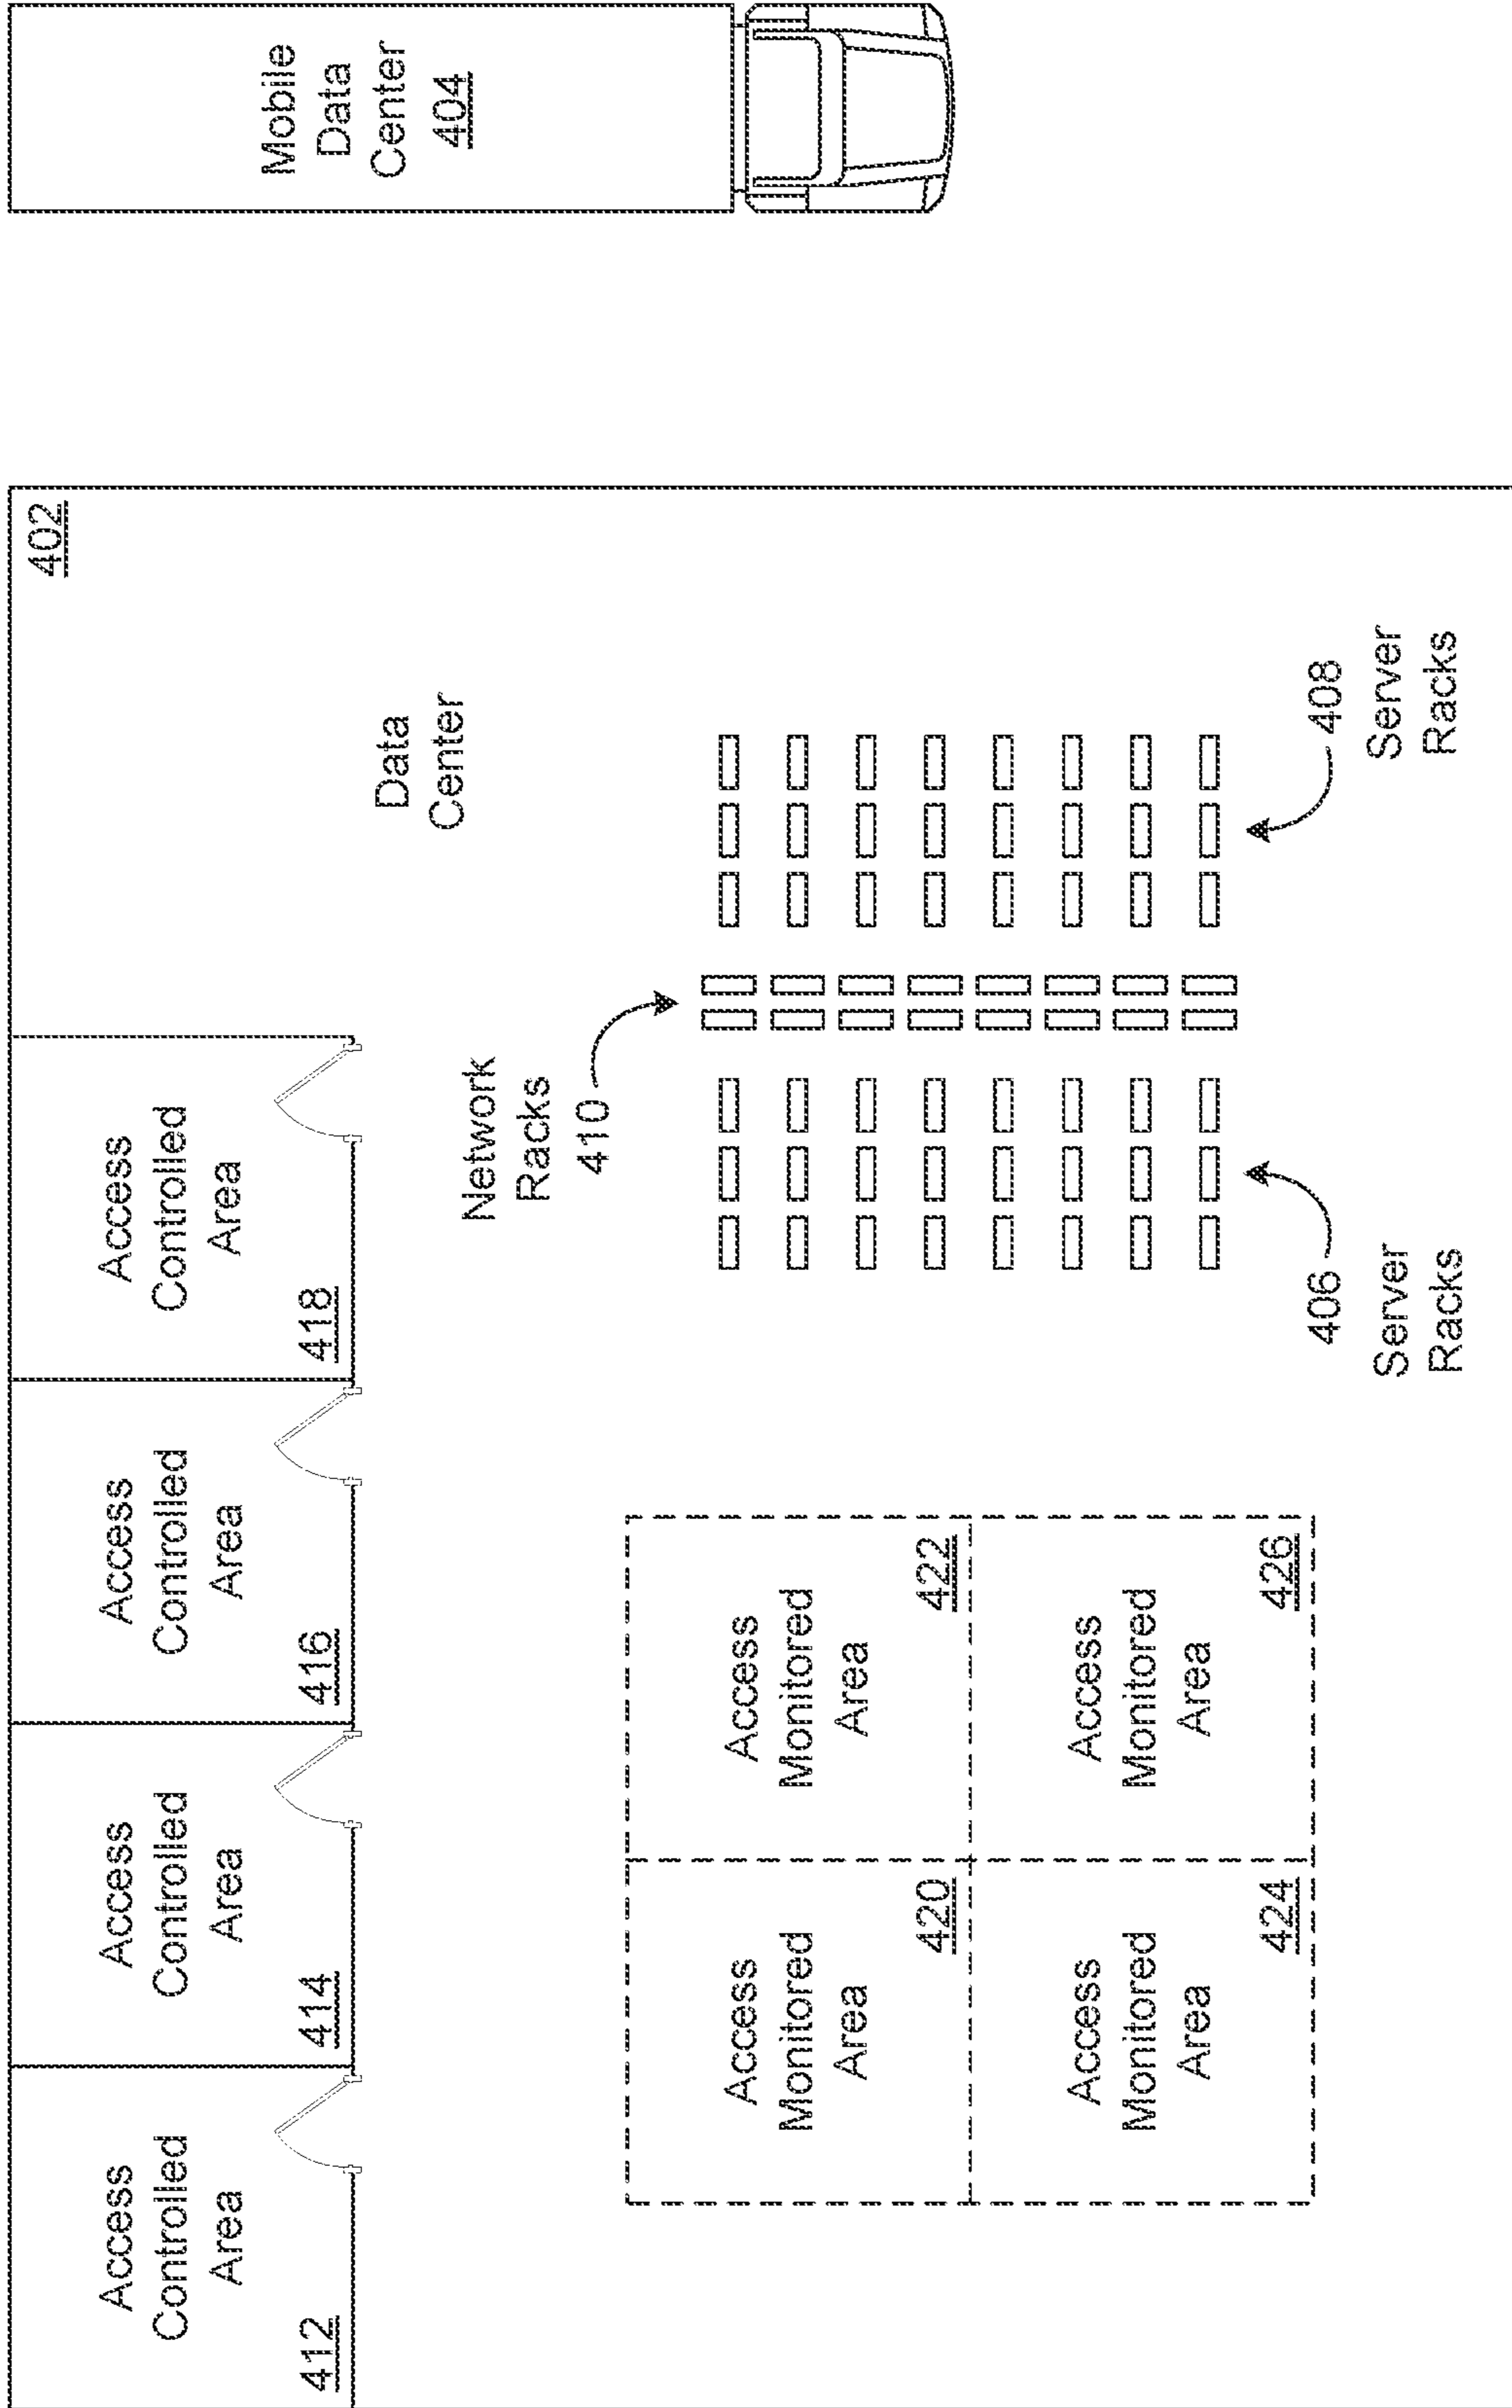 Access
Controlled
Area
412
Access
Controlled
Area
414
Access
Controlled
Area
416
Access
Controlled
Area
418
402
Mobile
Data
Center
404
Data
Center
Network
Racks
410
Access
Monitored
Area
420
Access
Monitored
Area
422
Access
Monitored
Area
424
Access
Monitored
Area
426
406
Server
Racks
408
Server
Racks